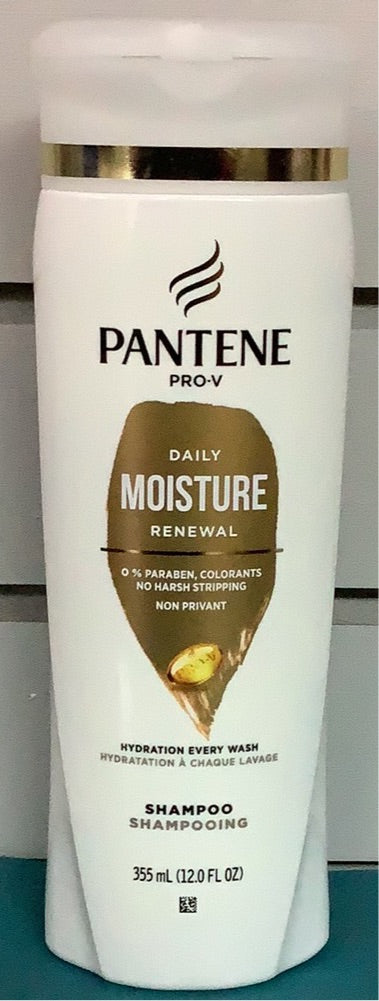 PANTENE
PRO-V
DAILY
MOISTURE
RENEWAL
0 % PARABEN, COLORANTS
NO HARSH STRIPPING
NON PRIVANT
HYDRATION EVERY WASH
HYDRATATION À CHAQUE LAVAGE
SHAMPOO
SHAMPOOING
355 mL (12.0 FL OZ)